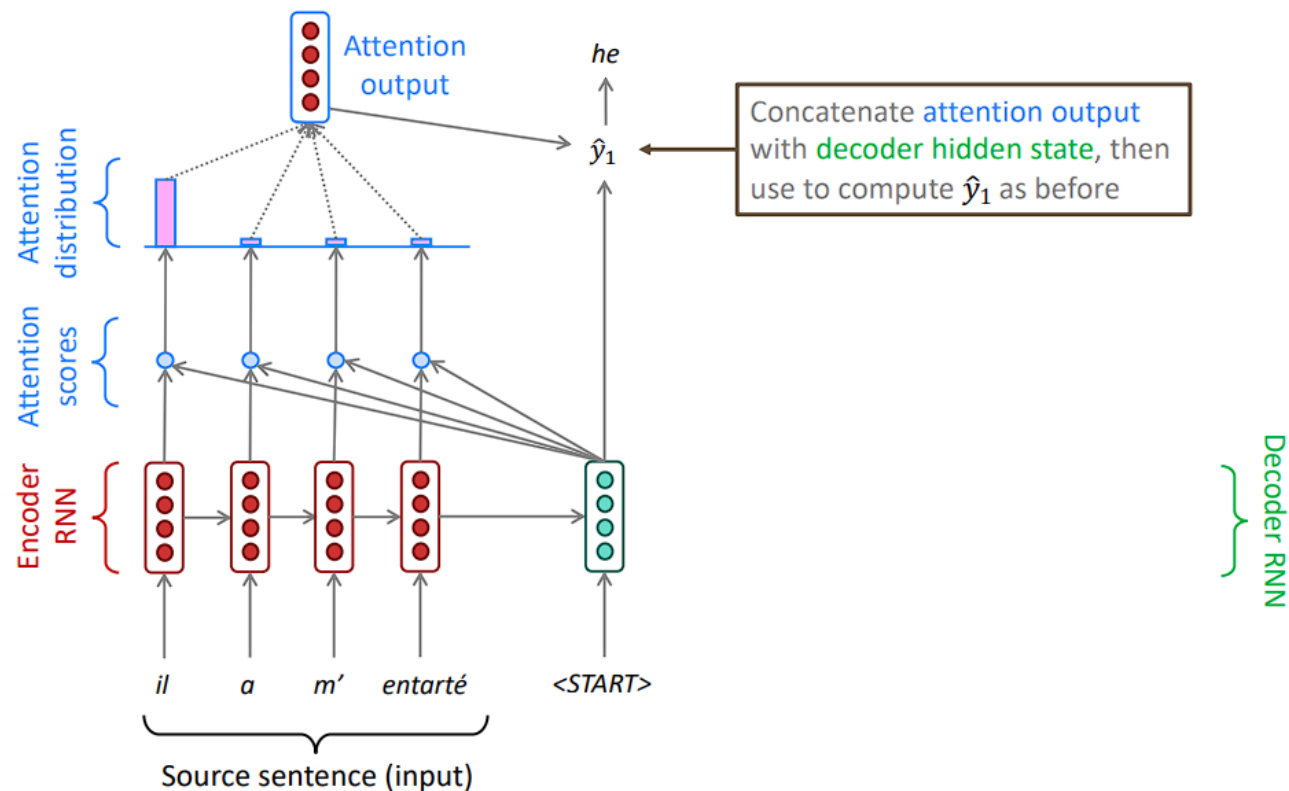 Attention
output
he
Concatenate attention output
with decoder hidden state, then
use to compute ŷ₁ as before
ŷ₁
Attention
distribution
Attention
scores
Encoder
RNN
Decoder RNN
il a m’ entarté <START>
Source sentence (input)